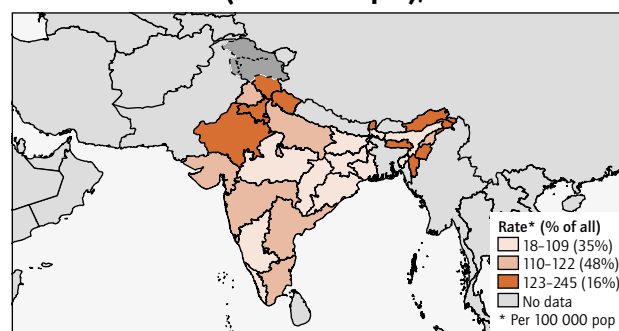 Rate* (% of all)
18–109 (35%)
110–122 (48%)
123–245 (16%)
No data
* Per 100 000 pop